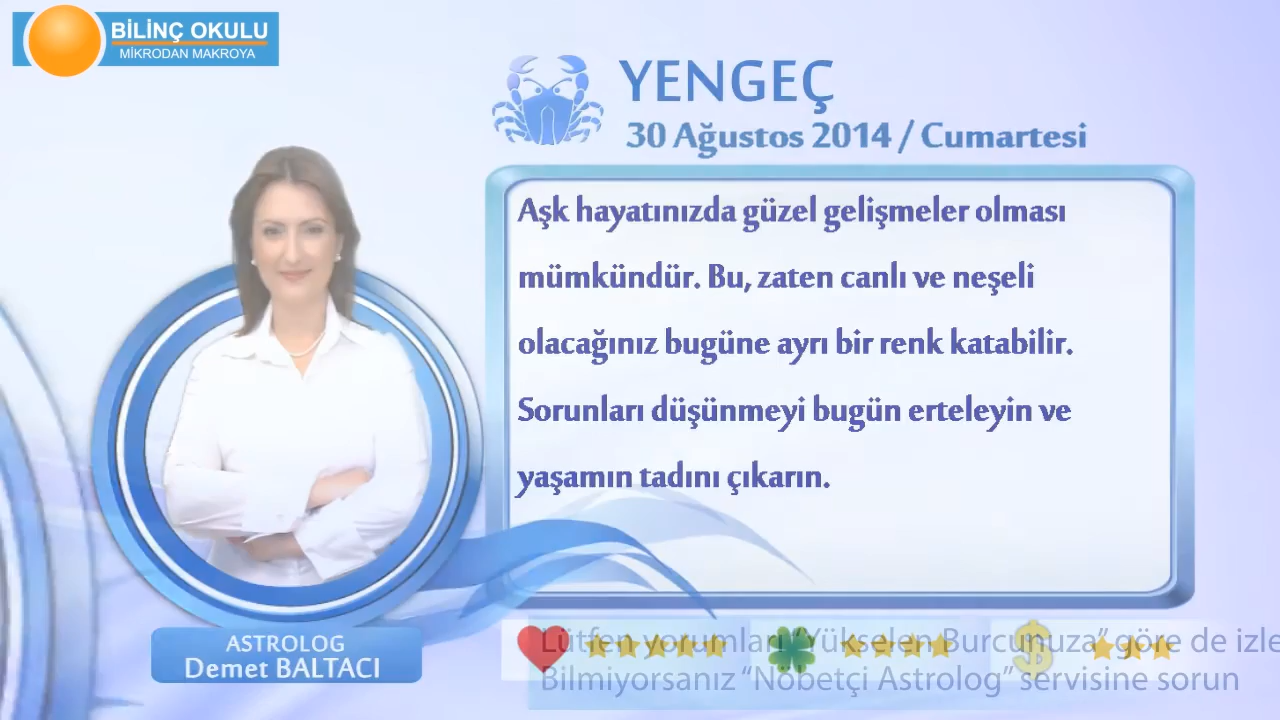 BİLİNÇ OKULU
MİKRODAN MAKROYA
YENGEÇ
30 Ağustos 2014 / Cumartesi
Aşk hayatınızda güzel gelişmeler olması
mümkündür. Bu, zaten canlı ve neşeli
olacağınız bugüne ayrı bir renk katabilir.
Sorunları düşünmeyi bugün erteleyin ve
yaşamın tadını çıkarın.
ASTROLOG
Demet BALTACI
Lütfen yorumları "Yükselen Burcunuza" göre de izle
Bilmiyorsanız "Nöbetçi Astrolog" servisine sorun